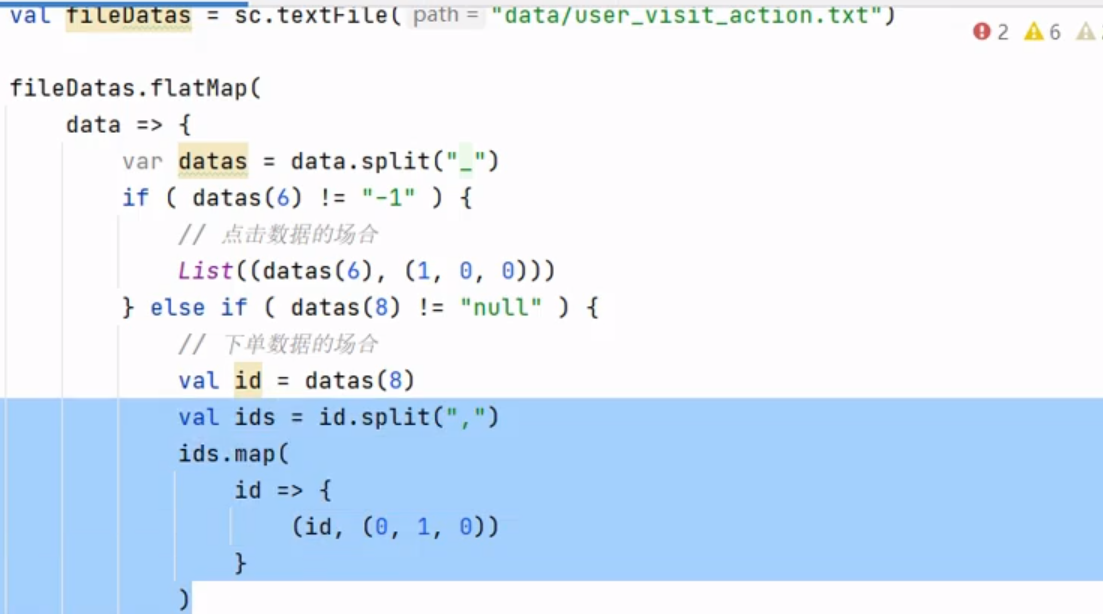 val fileDatas = sc.textFile( path = "data/user_visit_action.txt")
2 6
fileDatas.flatMap(
data => {
var datas = data.split("_")
if ( datas(6) != "-1" ) {
// 点击数据的场合
List((datas(6), (1, 0, 0)))
} else if ( datas(8) != "null" ) {
// 下单数据的场合
val id = datas(8)
val ids = id.split(",")
ids.map(
id => {
(id, (0, 1, 0))
}
)